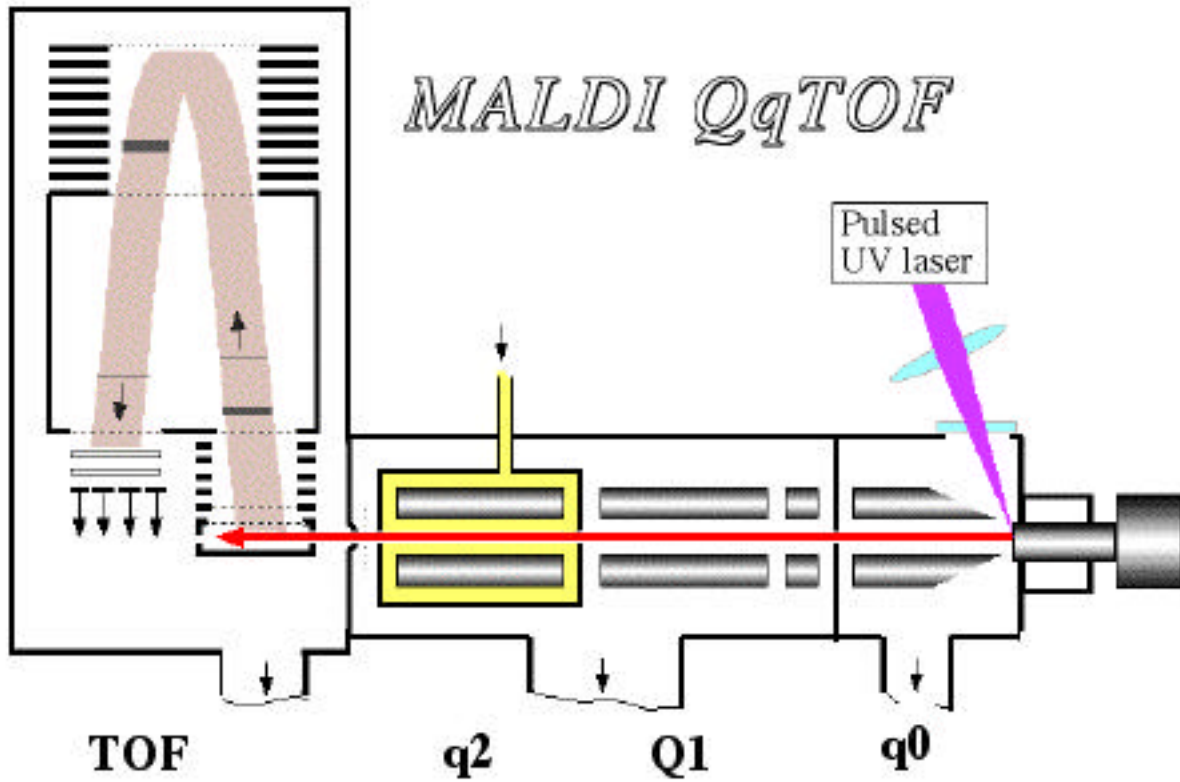 MALDI QqTOF
Pulsed
UV laser
TOF
q2
Q1
q0